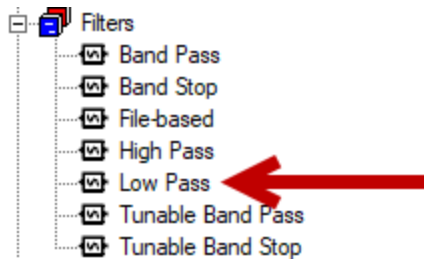 Filters
Band Pass
Band Stop
File-based
High Pass
Low Pass
Tunable Band Pass
Tunable Band Stop